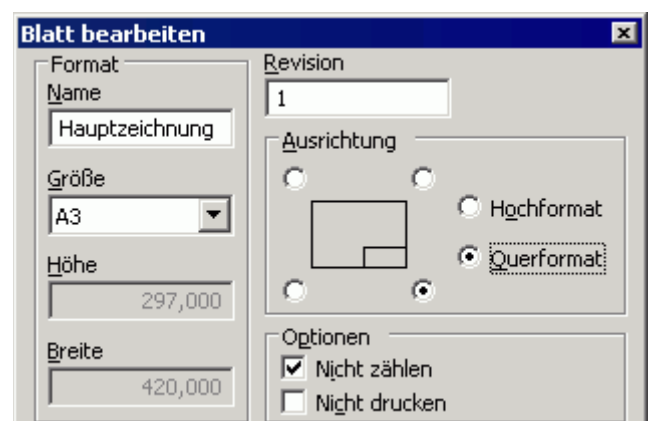 Blatt bearbeiten
Format
Name
Hauptzeichnung
Größe
A3
Höhe
297,000
Breite
420,000
Revision
1
Ausrichtung
Hochformat
Querformat
Optionen
Nicht zählen
Nicht drucken